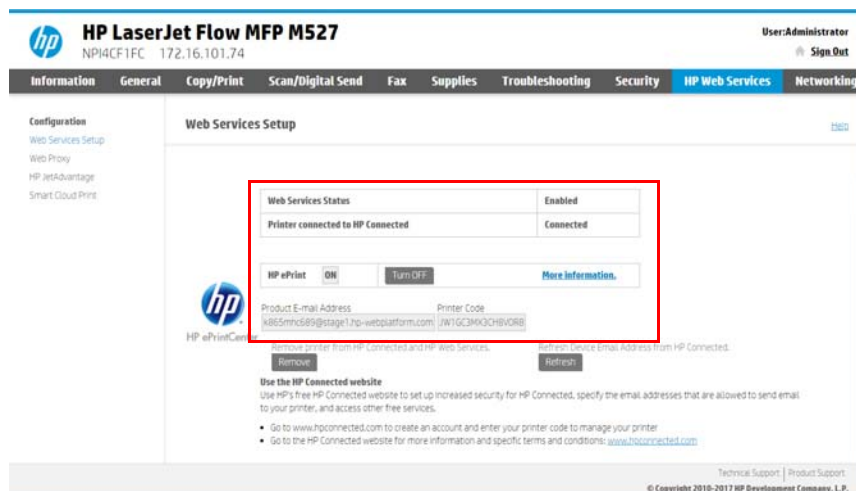 hp
HP LaserJet Flow MFP M527
NPI4CF1FC 172.16.101.74
User:Administrator
Sign Out
Information General Copy/Print Scan/Digital Send Fax Supplies Troubleshooting Security HP Web Services Networking
Configuration
Web Services Setup
Web Proxy
HP JetAdvantage
Smart Cloud Print
Web Services Setup
Help
Web Services Status Enabled
Printer connected to HP Connected Connected
HP ePrint ON Turn OFF More information.
hp
HP ePrintCenter
Product E-mail Address Printer Code
k865mhc689@stage1.hp-webplatform.com
Remove printer from HP Connected and HP Web Services. Refresh Device Email Address from HP Connected.
Remove Refresh
Use the HP Connected website
Use HP's free HP Connected website to set up increased security for HP Connected, specify the email addresses that are allowed to send email
to your printer, and access other free services.
• Go to www.hpconnected.com to create an account and enter your printer code to manage your printer
• Go to the HP Connected website for more information and specific terms and conditions: www.hpconnected.com
Technical Support | Product Support
© Copyright 2010-2017 HP Development Company, L.P.